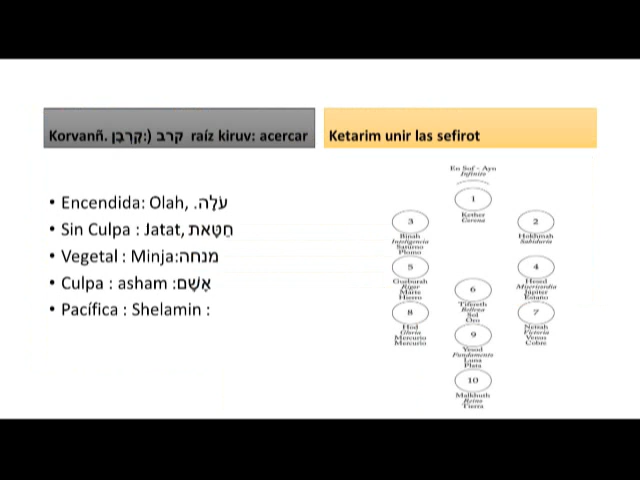 Korvanñ. קָרְבָּן:) קרב raíz kiruv: acercar
• Encendida: Olah, .עֹלָה
• Sin Culpa : Jatat, חַטָּאת
• Vegetal : Minja:מנחה
• Culpa : asham :אָשָׁם
• Pacífica : Shelamin :
Ketarim unir las sefirot
En Sof - Ayn
Infinito
1
Kether
Corona
3
Binah
Inteligencia
Saturno
Plomo
2
Hokhmah
Sabiduría
5
Gueburah
Rigor
Marte
Hierro
4
Hesed
Misericordia
Júpiter
Estaño
6
Tifereth
Belleza
Sol
Oro
8
Hod
Gloria
Mercurio
Mercurio
7
Netsah
Victoria
Venus
Cobre
9
Yesod
Fundamento
Luna
Plata
10
Malkhuth
Reino
Tierra